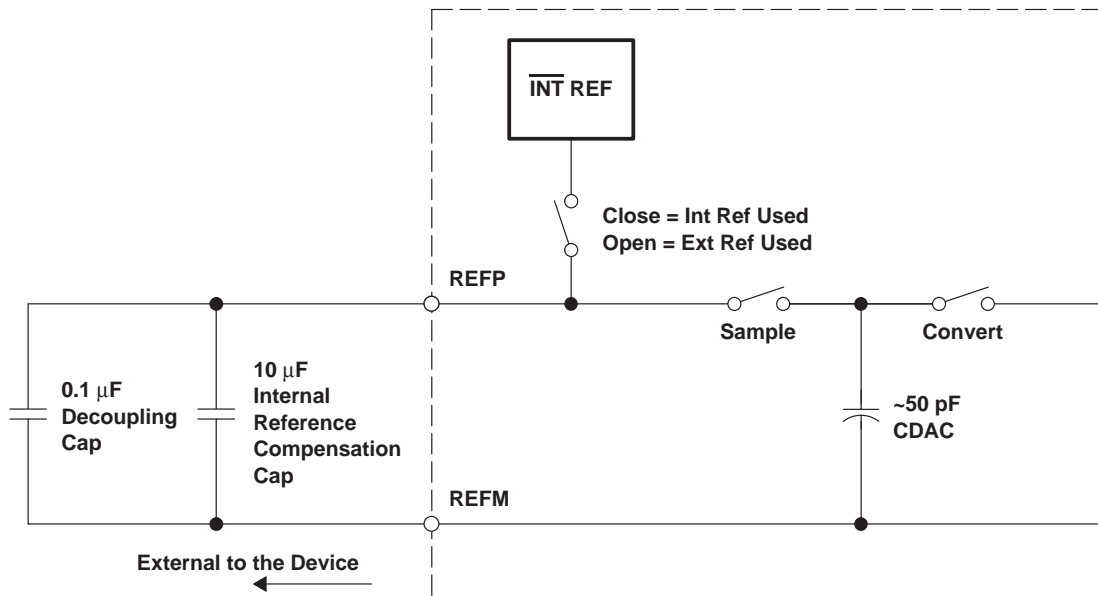 INT REF
Close = Int Ref Used
Open = Ext Ref Used
REFP
Sample
Convert
0.1 μF
Decoupling
Cap
10 μF
Internal
Reference
Compensation
Cap
~50 pF
CDAC
REFM
External to the Device